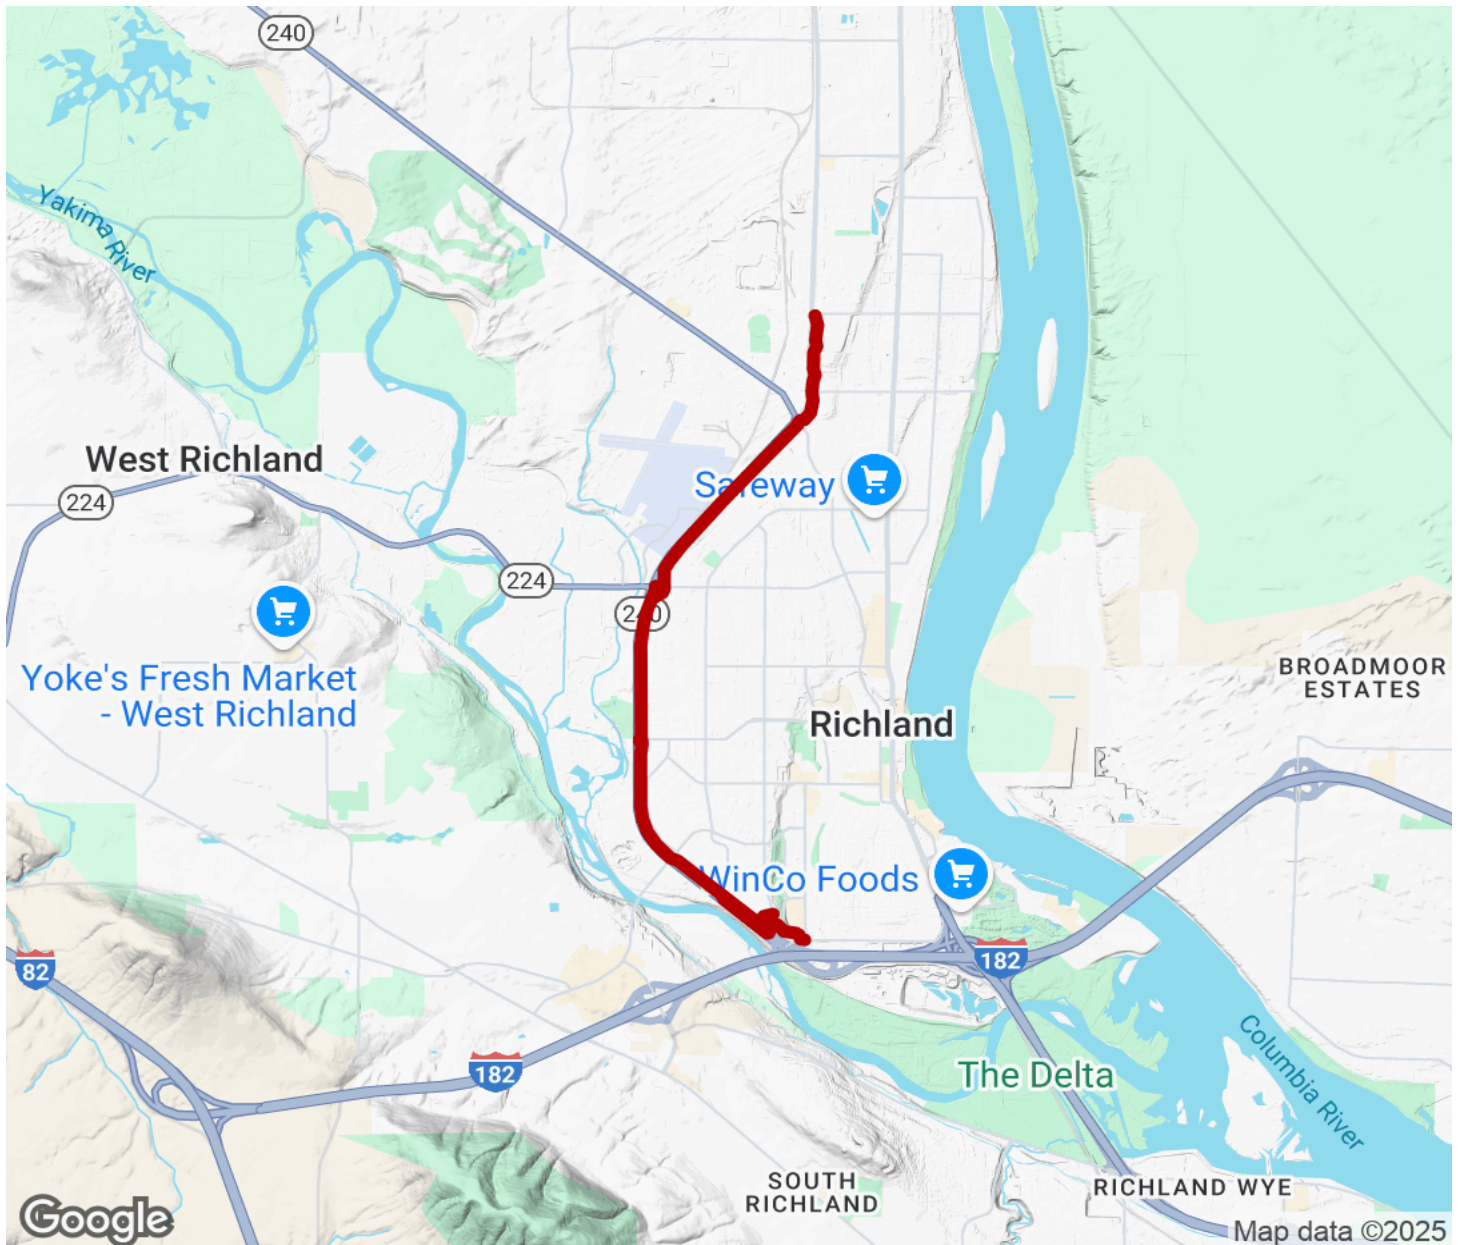 240
Yakima River
West Richland
224
Safeway
224
240
Yoke's Fresh Market
- West Richland
BROADMOOR
ESTATES
Richland
WinCo Foods
82
182
182
The Delta
Columbia River
SOUTH
RICHLAND
RICHLAND WYE
Google
Map data ©2025